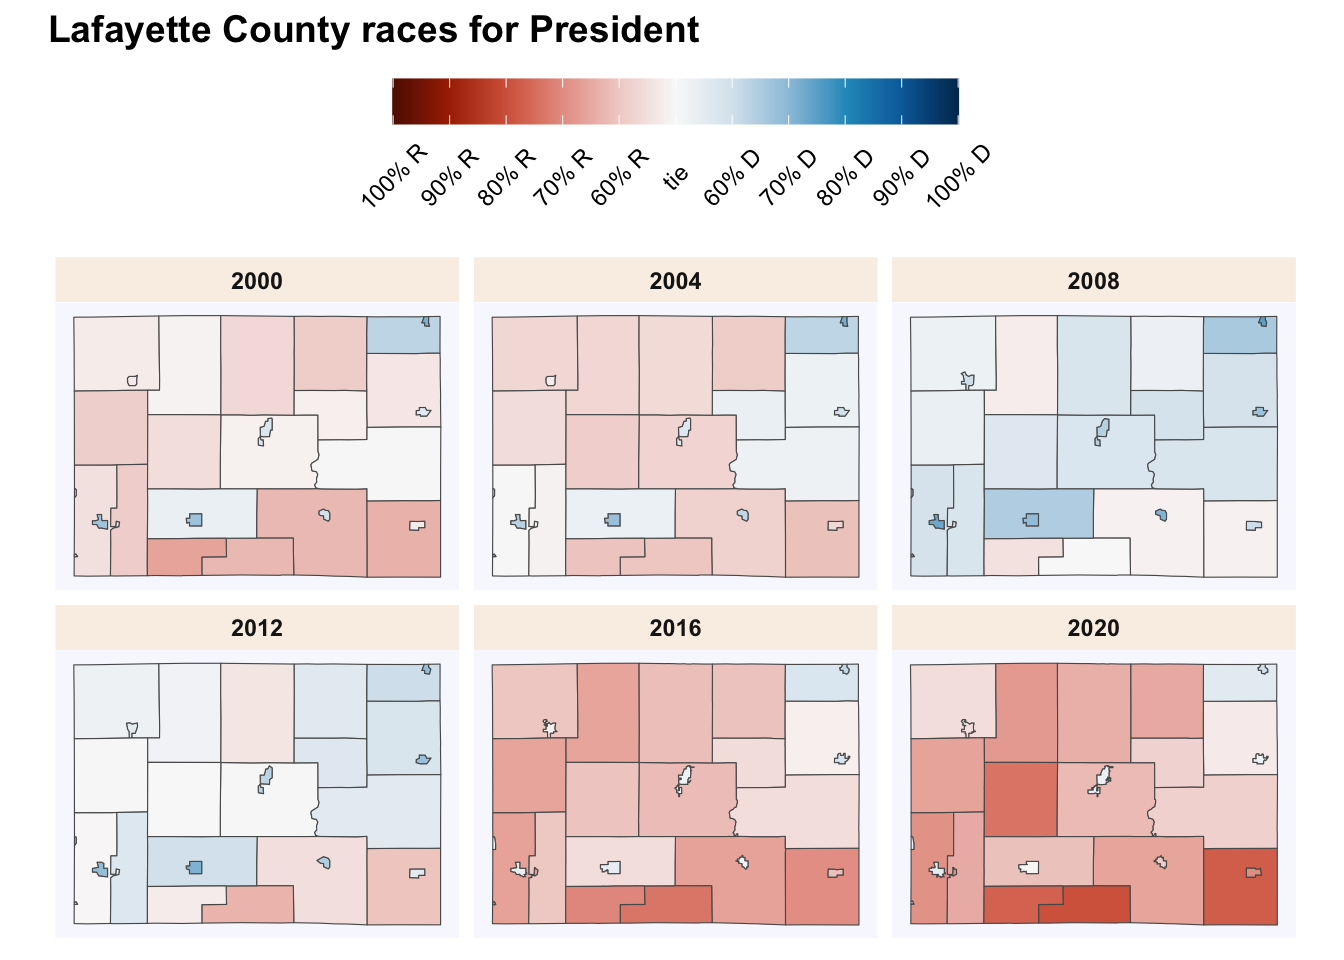 Lafayette County races for President
100% R 90% R 80% R 70% R 60% R tie 60% D 70% D 80% D 90% D 100% D
2000 2004 2008
2012 2016 2020